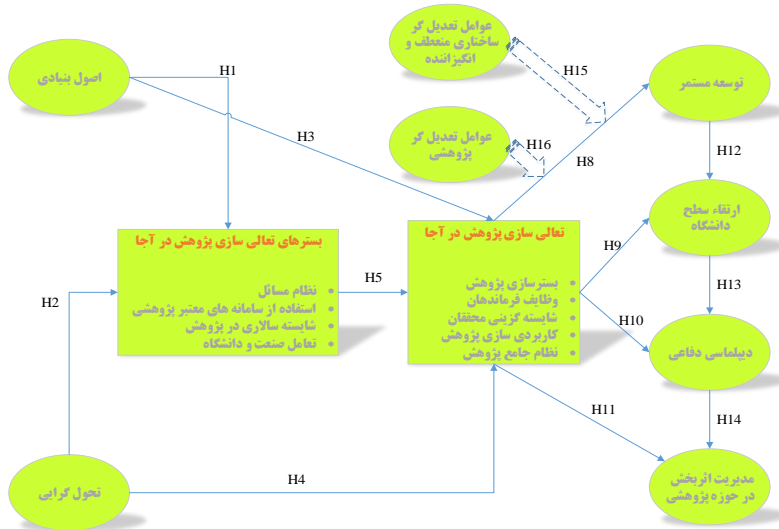 عوامل تعدیل گر
ساختاری منعطف و
انگیزاننده
H15
توسعه مستمر
اصول بنیادی
H1
H3
عوامل تعدیل گر
پژوهشی
H16
H8
H12
ارتقاء سطح
دانشگاه
بسترهای تعالی سازی پژوهش در آجا
نظام مسائل
استفاده از سامانه های معتبر پژوهشی
شایسته سالاری در پژوهش
تعامل صنعت و دانشگاه
H5
تعالی سازی پژوهش در آجا
بسترسازی پژوهش
وظایف فرماندهان
شایسته گزینی محققان
کاربردی سازی پژوهش
نظام جامع پژوهش
H9
H13
H10
دیپلماسی دفاعی
H2
H11
H14
تحول گرایی
H4
مدیریت اثربخش
در حوزه پژوهشی